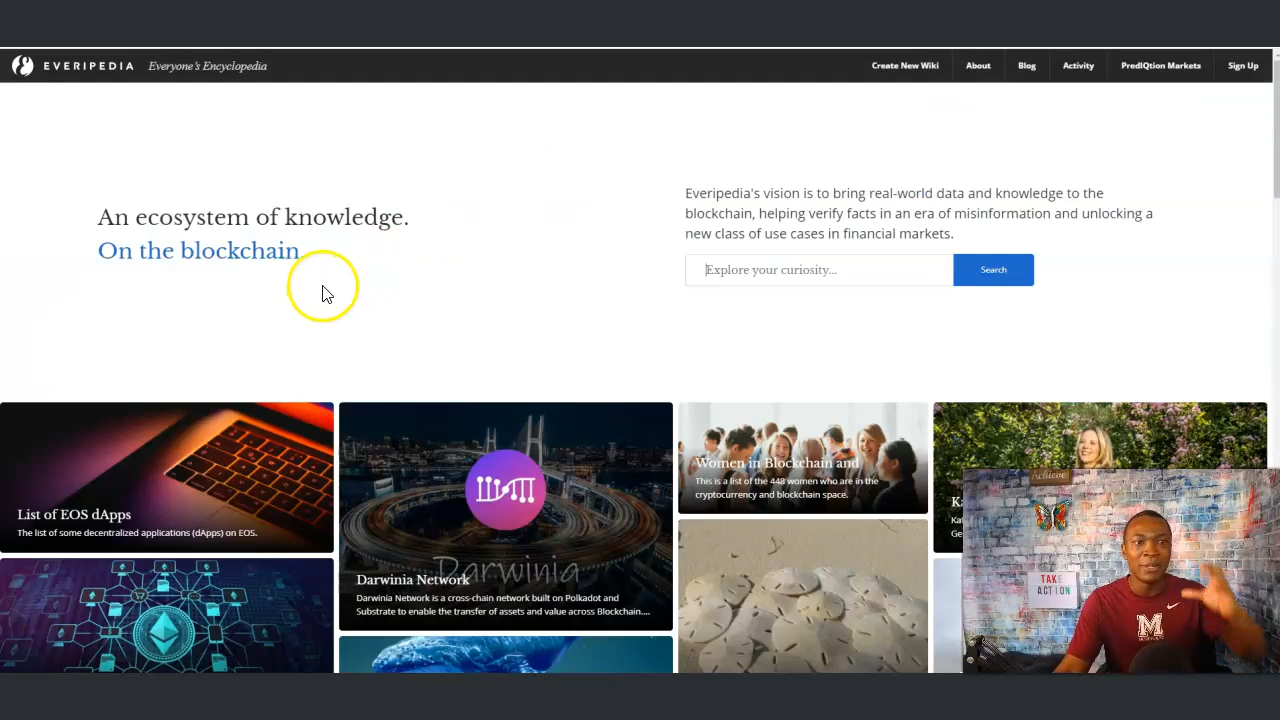 EVERIPEDIA Everyone's Encyclopedia
Create New Wiki About Blog Activity PredIQtion Markets Sign Up
An ecosystem of knowledge.
On the blockchain.
Everipedia's vision is to bring real-world data and knowledge to the
blockchain, helping verify facts in an era of misinformation and unlocking a
new class of use cases in financial markets.
Explore your curiosity...
Search
List of EOS dApps
The list of some decentralized applications (dApps) on EOS.
Darwinia
Darwinia Network
Darwinia Network is a cross-chain network built on Polkadot and
Substrate to enable the transfer of assets and value across Blockchain....
Women in Blockchain and
This is a list of the 448 women who are in the
cryptocurrency and blockchain space.
Achieve
TAKE
ACTION
M